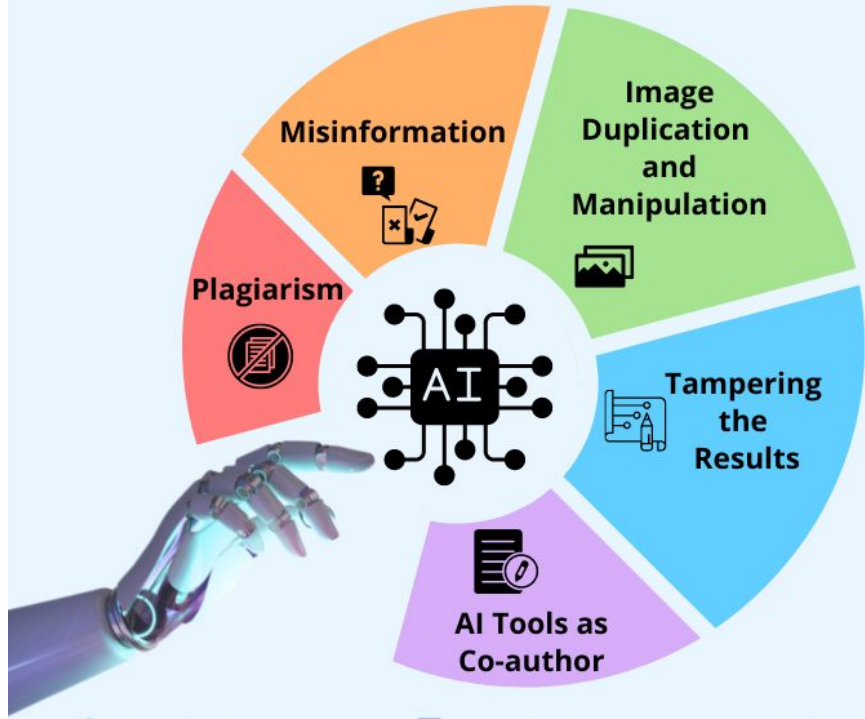 Plagiarism
Misinformation
?
Image
Duplication
and
Manipulation
AI
Tampering
the
Results
AI Tools as
Co-author